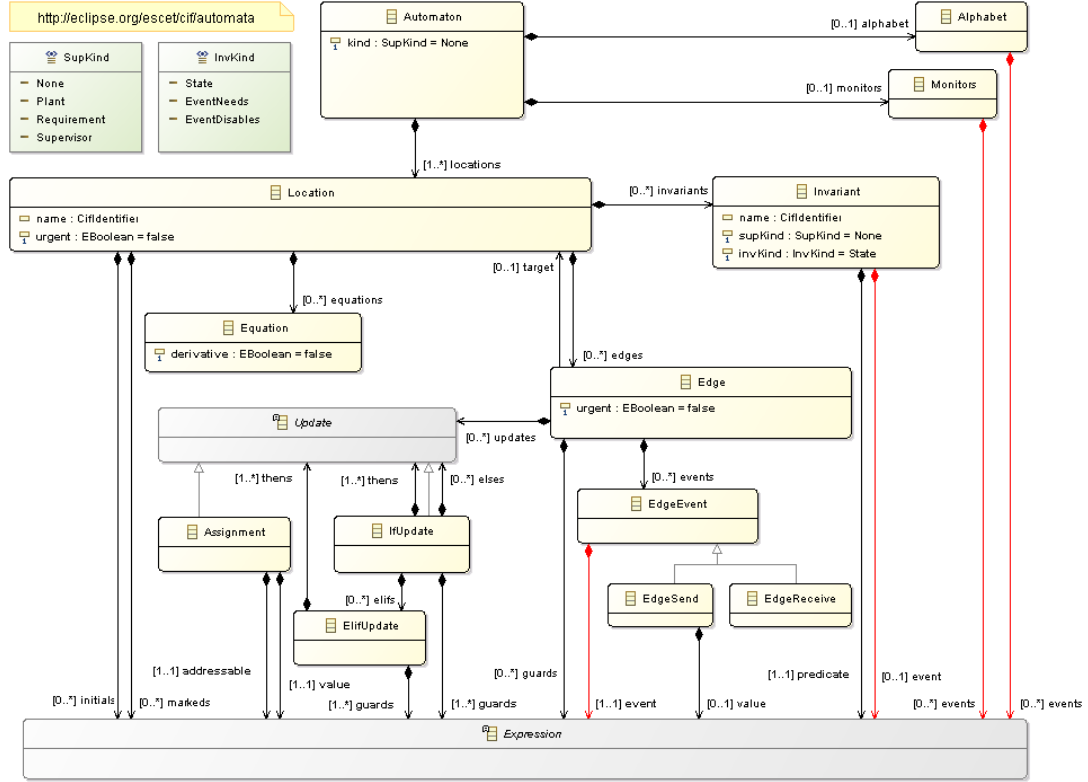 http://eclipse.org/escet/cif/automata
Automaton
kind : SupKind = None
[0..1] alphabet
Alphabet
SupKind
None
Plant
Requirement
Supervisor
InvKind
State
EventNeeds
EventDisables
[0..1] monitors
Monitors
[1..*] locations
Location
name : CifIdentifier
urgent : EBoolean = false
[0..*] invariants
Invariant
name : CifIdentifier
supKind : SupKind = None
invKind : InvKind = State
[0..1] target
[0..*] equations
Equation
derivative : EBoolean = false
[0..*] edges
Edge
urgent : EBoolean = false
Update
[0..*] updates
[1..*] thens
[1..*] thens
[0..*] elses
[0..*] events
EdgeEvent
Assignment
IfUpdate
[0..*] elifs
EdgeSend
EdgeReceive
ElifUpdate
[1..1] addressable
[1..1] value
[0..*] guards
[1..1] predicate
[0..1] event
[0..*] initials
[0..*] markeds
[1..*] guards
[1..*] guards
[1..1] event
[0..1] value
[0..*] events
[0..*] events
Expression